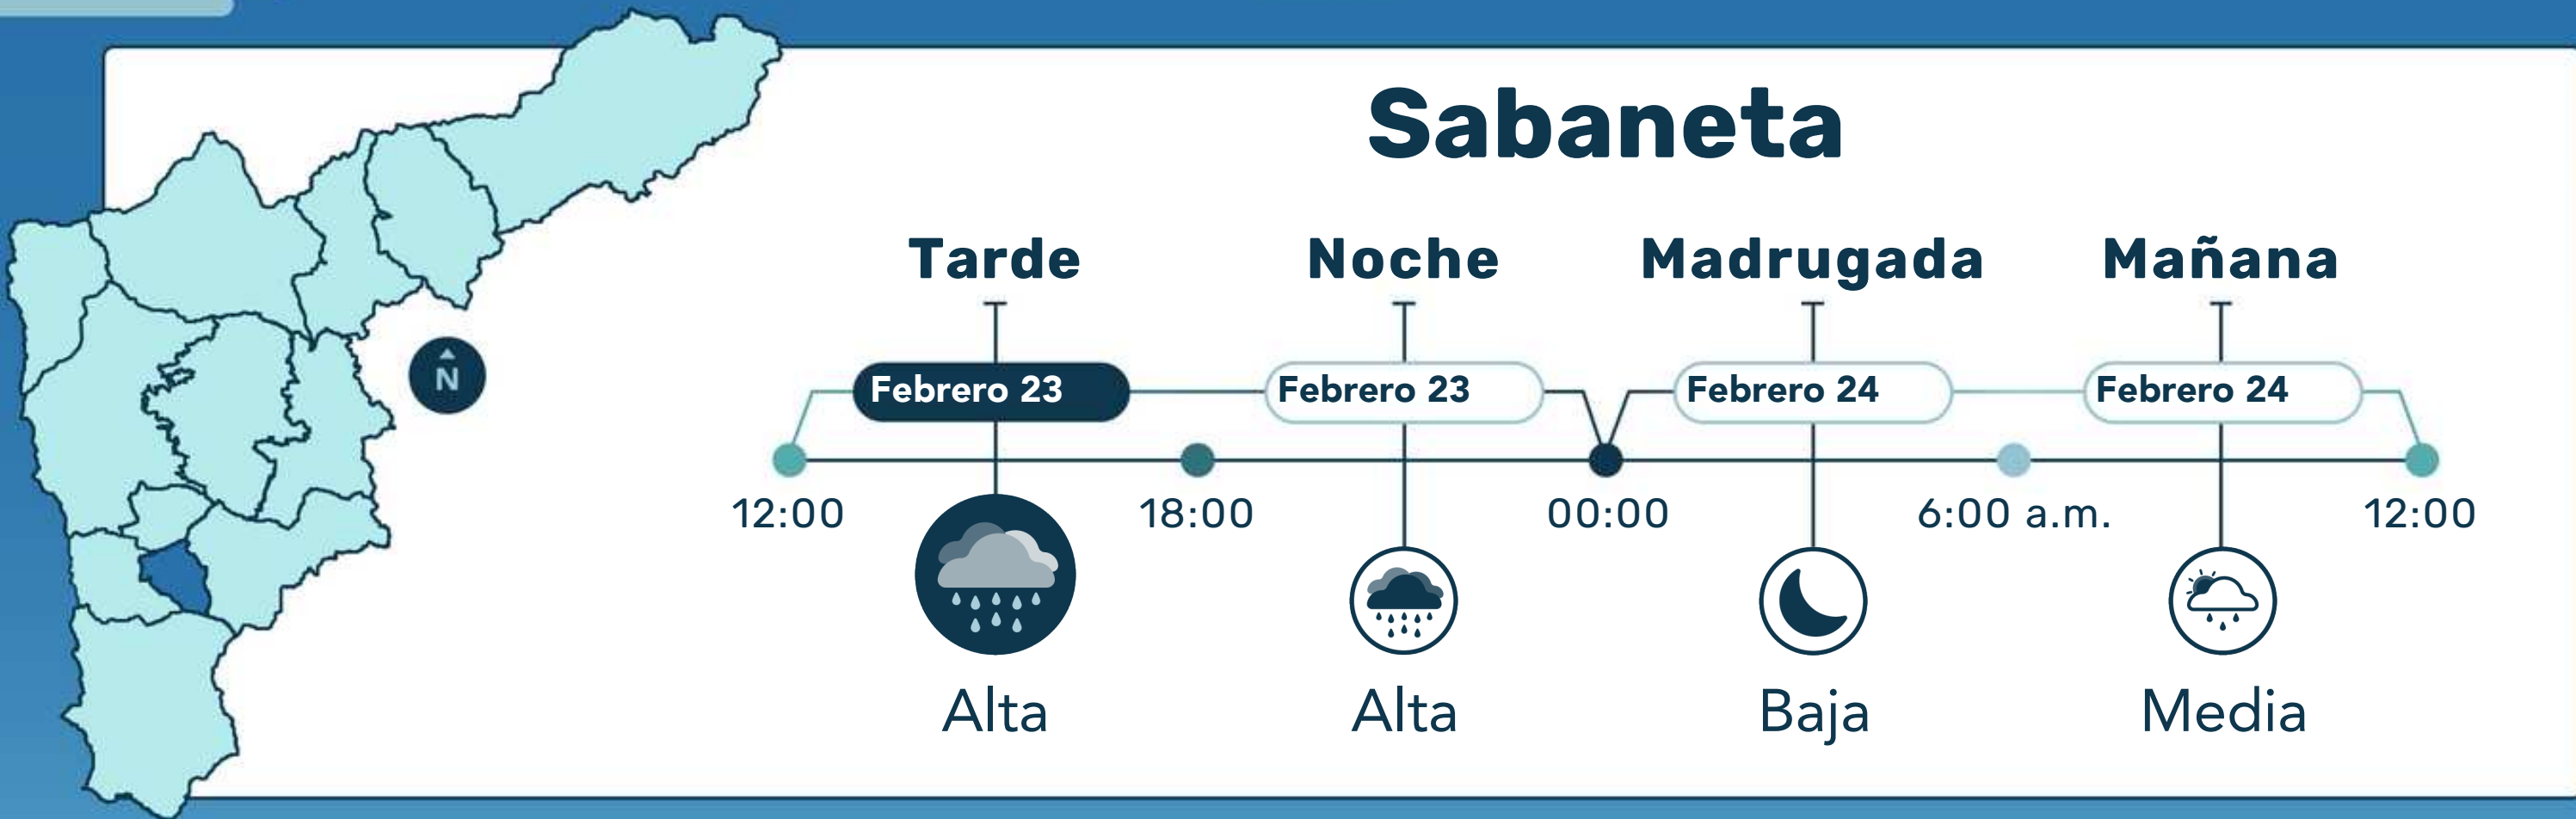 Sabaneta
Tarde Noche Madrugada Mañana
Febrero 23 Febrero 23 Febrero 24 Febrero 24
N
12:00 18:00 00:00 6:00 a.m. 12:00
Alta Alta Baja Media